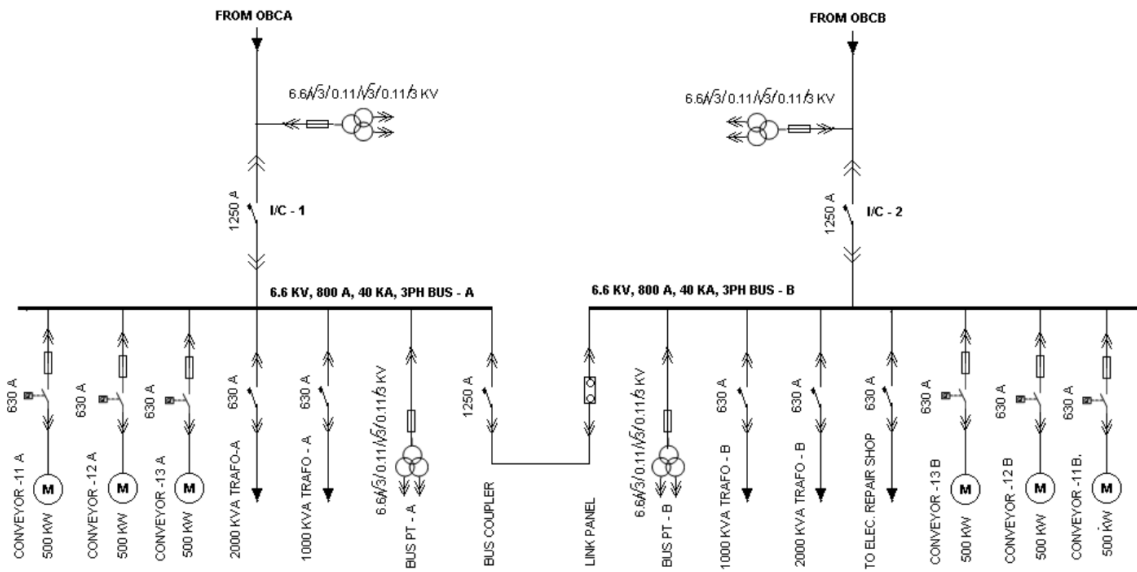 FROM OBCA
FROM OBCB
6.6/√3/0.11/√3/0.11/3 KV
6.6/√3/0.11/√3/0.11/3 KV
1250 A
I/C - 1
1250 A
I/C - 2
6.6 KV, 800 A, 40 KA, 3PH BUS - A
6.6 KV, 800 A, 40 KA, 3PH BUS - B
630 A
630 A
630 A
630 A
630 A
6.6/√3/0.11/√3/0.11/3 KV
1250 A
6.6/√3/0.11/√3/0.11/3 KV
630 A
630 A
630 A
630 A
630 A
630 A
CONVEYOR -11 A
500 KW
M
CONVEYOR -12 A
500 KW
M
CONVEYOR -13 A
500 KW
M
2000 KVA TRAFO-A
1000 KVA TRAFO - A
BUS PT - A
BUS COUPLER
LINK PANEL
BUS PT - B
1000 KVA TRAFO - B
2000 KVA TRAFO - B
TO ELEC. REPAIR SHOP
CONVEYOR -13 B
500 KW
M
CONVEYOR -12 B
500 KW
M
CONVEYOR -11 B.
500 KW
M